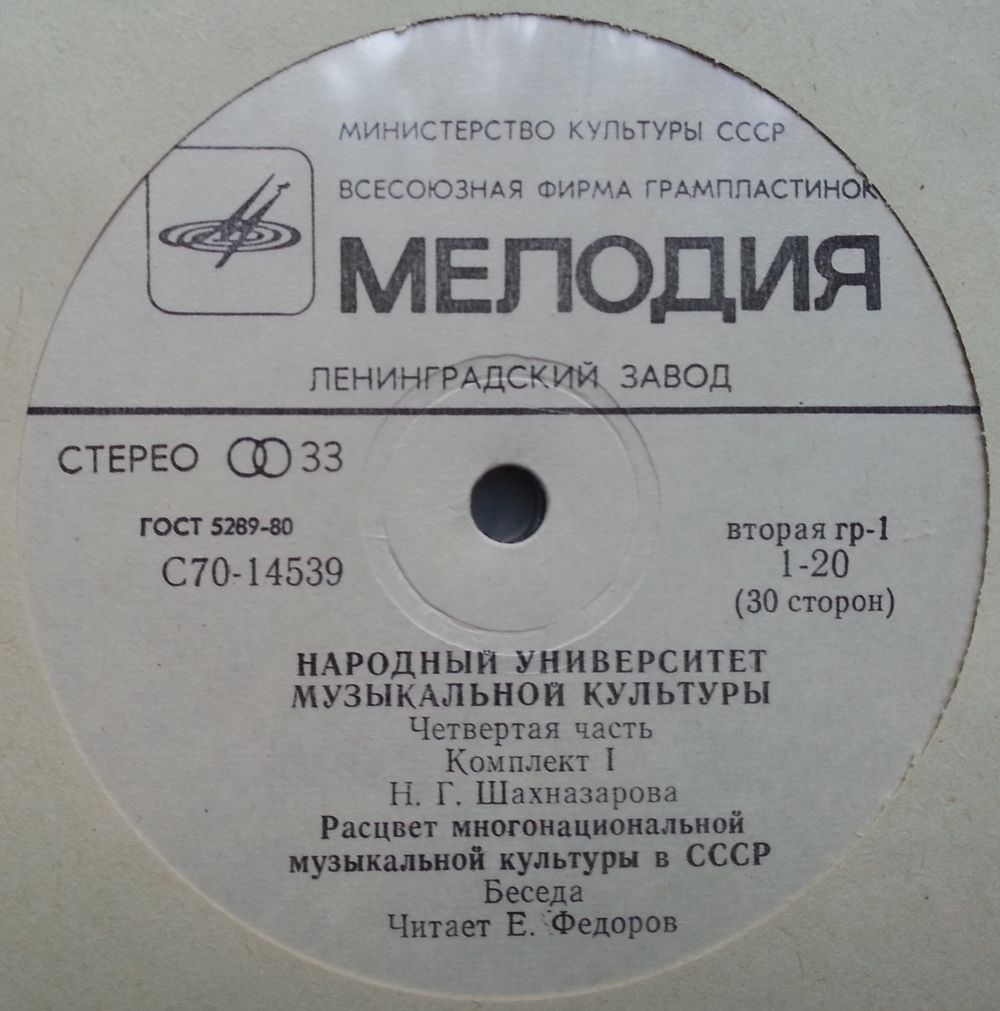 МИНИСТЕРСТВО КУЛЬТУРЫ СССР
ВСЕСОЮЗНАЯ ФИРМА ГРАМПЛАСТИНОК
МЕЛОДИЯ
ЛЕНИНГРАДСКИЙ ЗАВОД
СТЕРЕО 33
ГОСТ 5289-80
С70-14539
вторая гр-1
1-20
(30 сторон)
НАРОДНЫЙ УНИВЕРСИТЕТ
МУЗЫКАЛЬНОЙ КУЛЬТУРЫ
Четвертая часть
Комплект I
Н. Г. Шахназарова
Расцвет многонациональной
музыкальной культуры в СССР
Беседа
Читает Е. Федоров